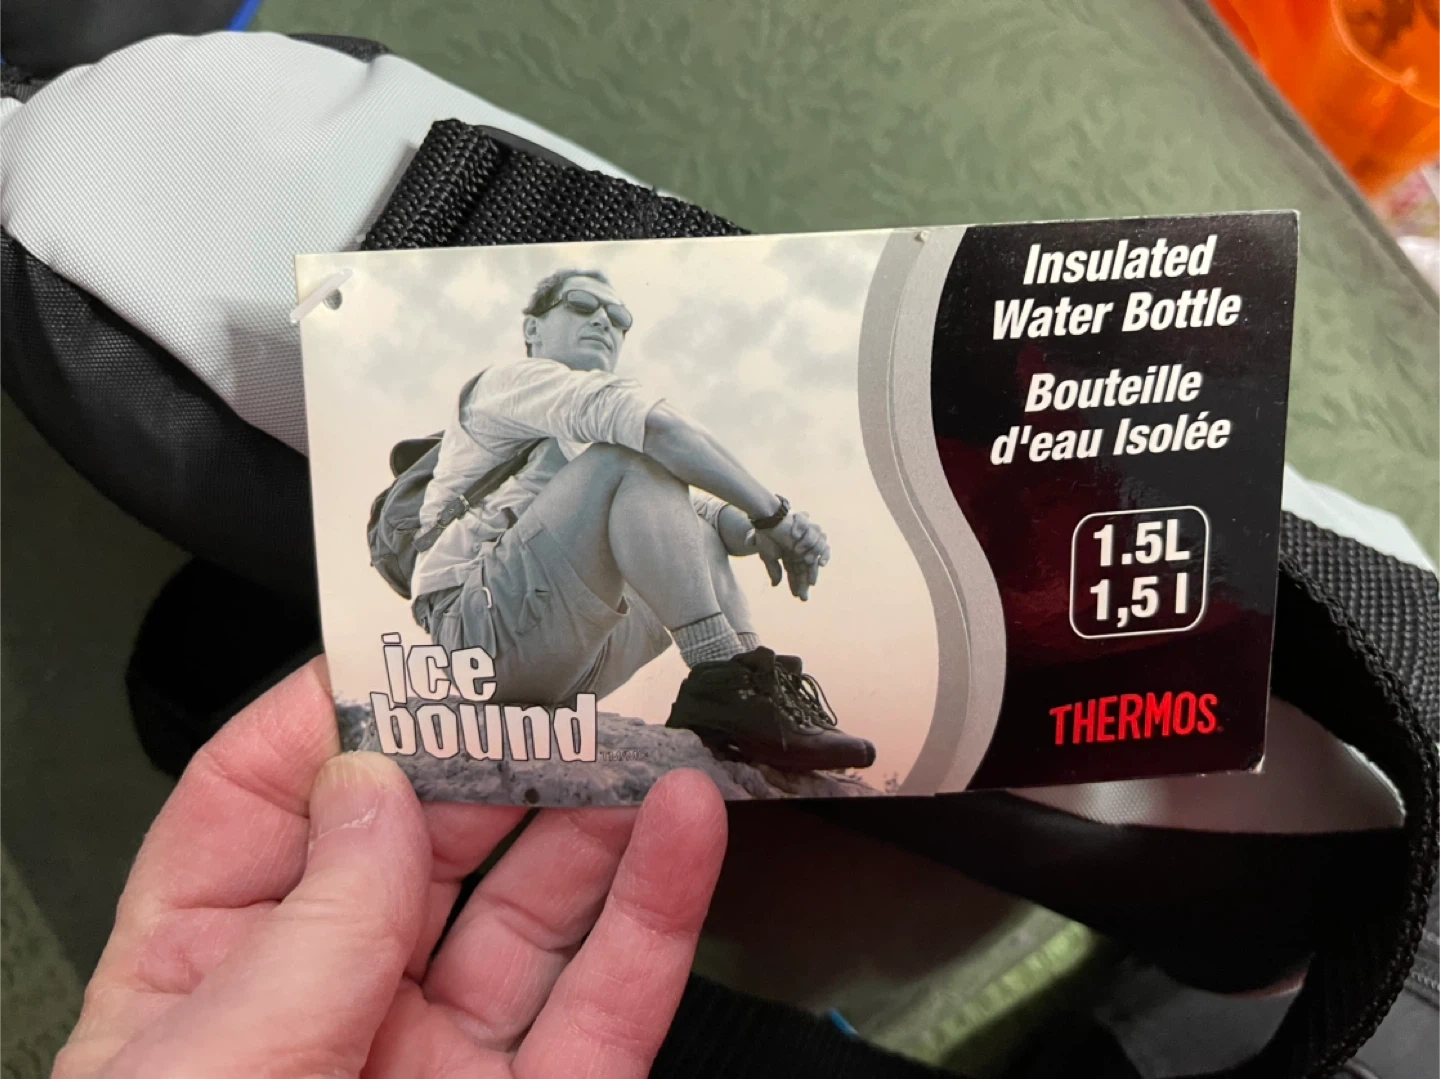 Insulated
Water Bottle
Bouteille
d'eau Isolée
1.5L
1,5 l
THERMOS
ice
bound